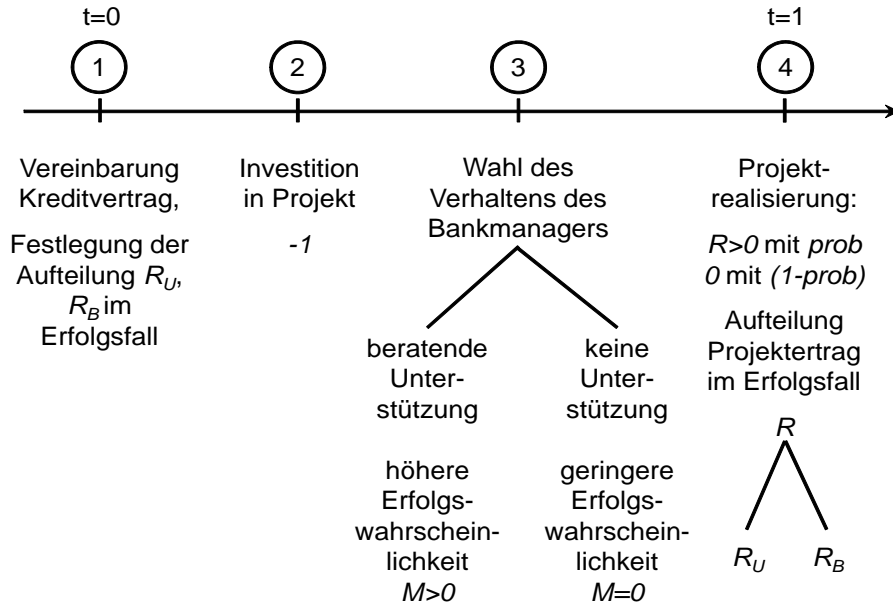 t=0
t=1
1
2
3
4
Vereinbarung
Kreditvertrag,
Festlegung der
Aufteilung R_U,
R_B im
Erfolgsfall
Investition
in Projekt
-1
Wahl des
Verhaltens des
Bankmanagers
beratende
Unter-
stützung
höhere
Erfolgs-
wahrschein-
lichkeit
M>0
keine
Unter-
stützung
geringere
Erfolgs-
wahrschein-
lichkeit
M=0
Projekt-
realisierung:
R>0 mit prob
0 mit (1-prob)
Aufteilung
Projektertrag
im Erfolgsfall
R
R_U
R_B